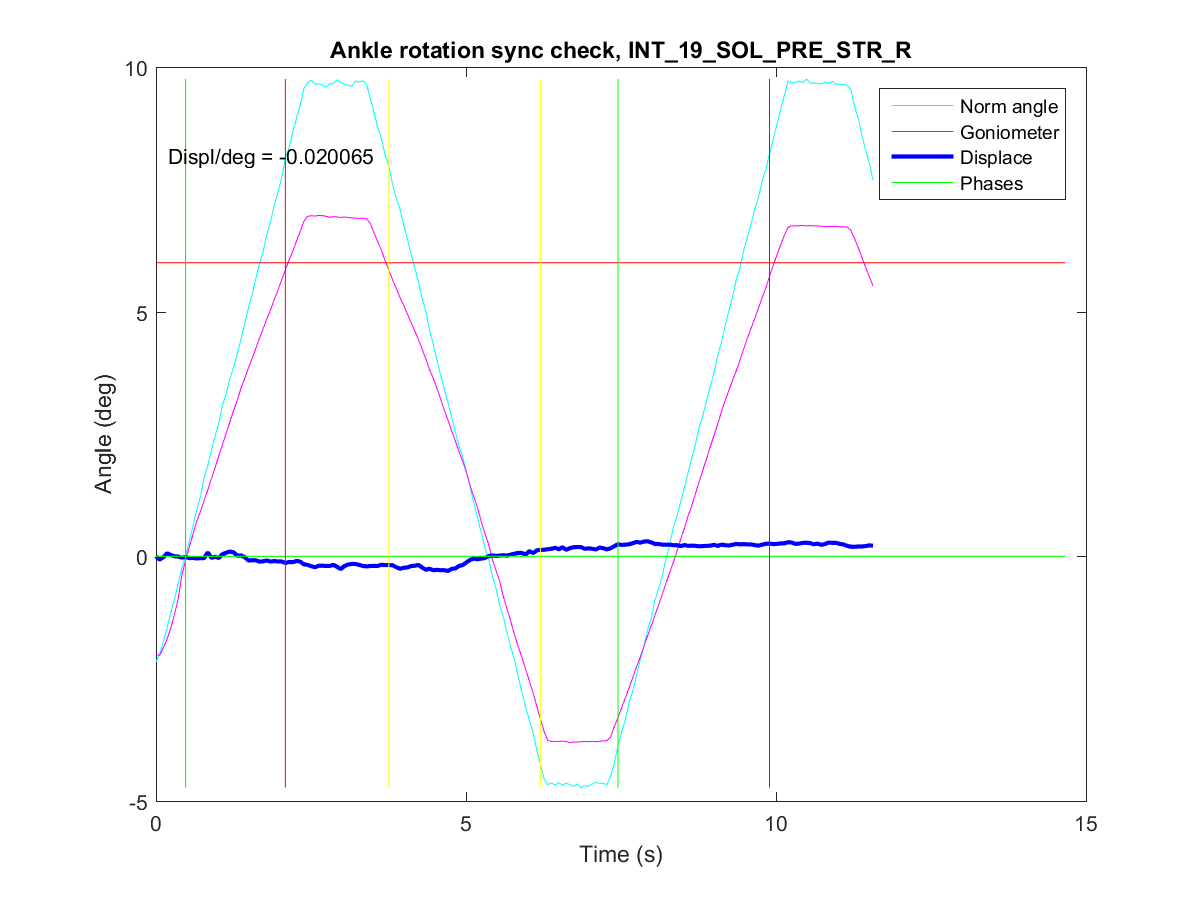 Ankle rotation sync check, INT_19_SOL_PRE_STR_R
10
5
0
-5
0
5
10
15
Angle (deg)
Time (s)
Displ/deg = -0.020065
Norm angle
Goniometer
Displace
Phases